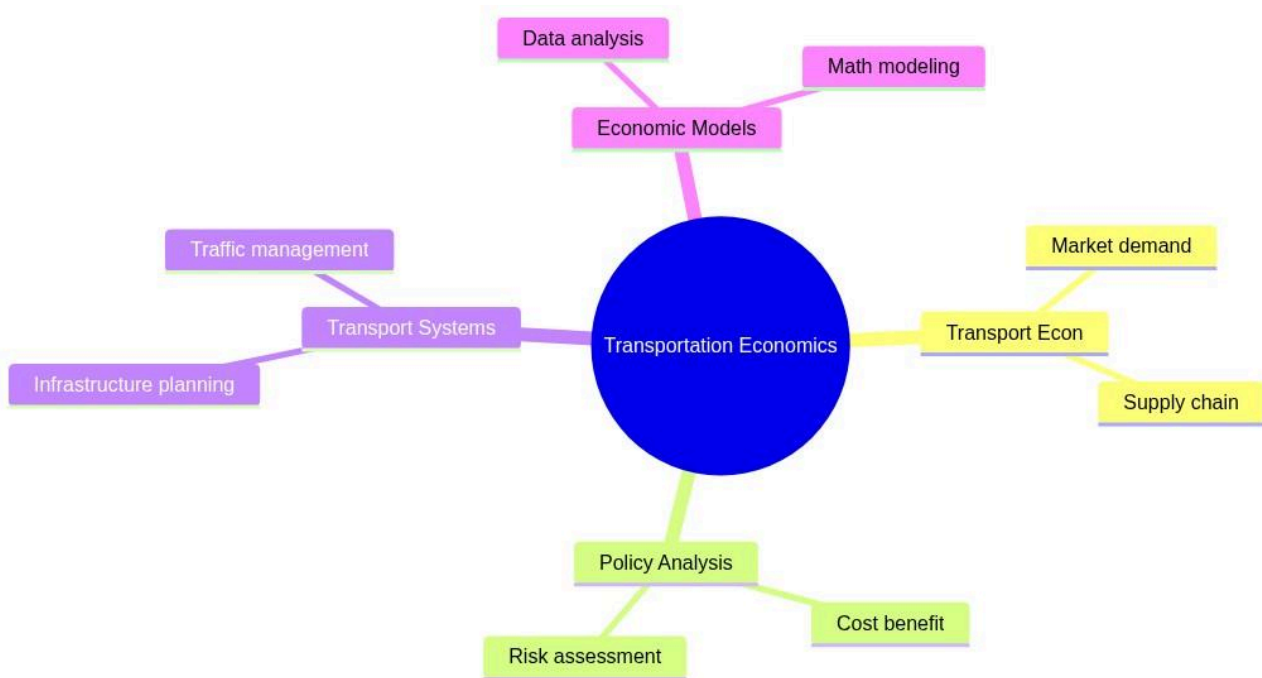 Data analysis
Math modeling
Economic Models
Traffic management
Market demand
Transport Systems
Transportation Economics
Transport Econ
Infrastructure planning
Supply chain
Policy Analysis
Cost benefit
Risk assessment